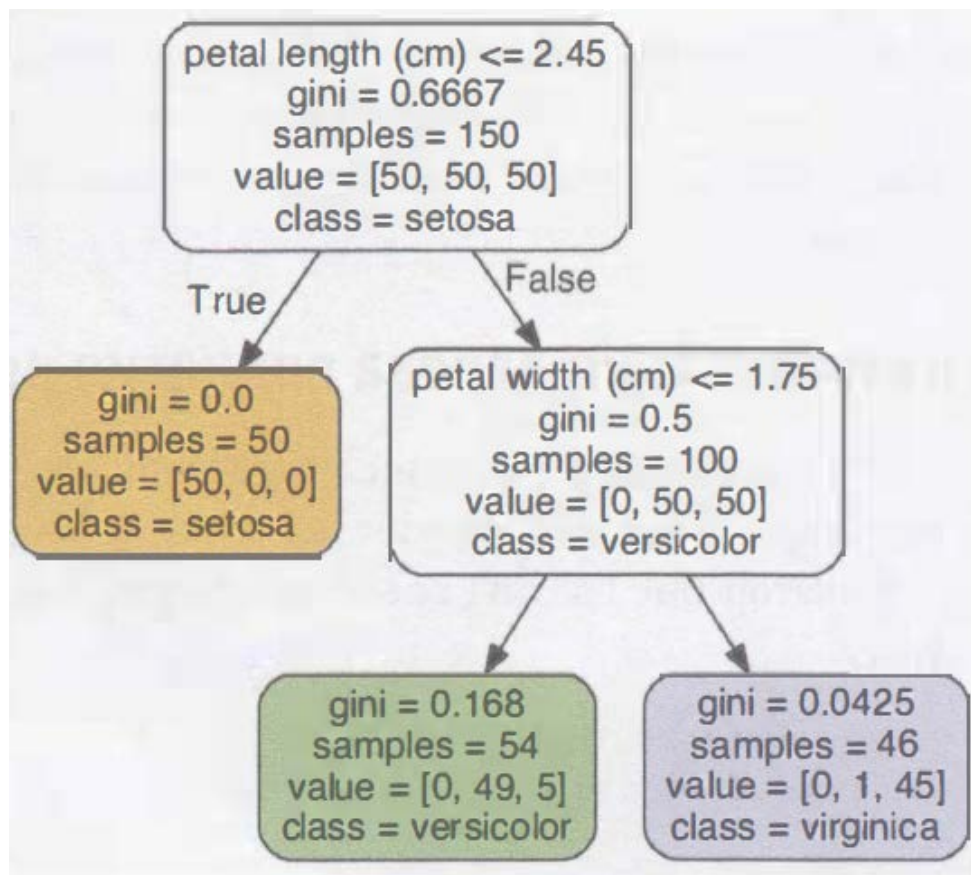 petal length (cm) <= 2.45
gini = 0.6667
samples = 150
value = [50, 50, 50]
class = setosa
True
False
gini = 0.0
samples = 50
value = [50, 0, 0]
class = setosa
petal width (cm) <= 1.75
gini = 0.5
samples = 100
value = [0, 50, 50]
class = versicolor
gini = 0.168
samples = 54
value = [0, 49, 5]
class = versicolor
gini = 0.0425
samples = 46
value = [0, 1, 45]
class = virginica